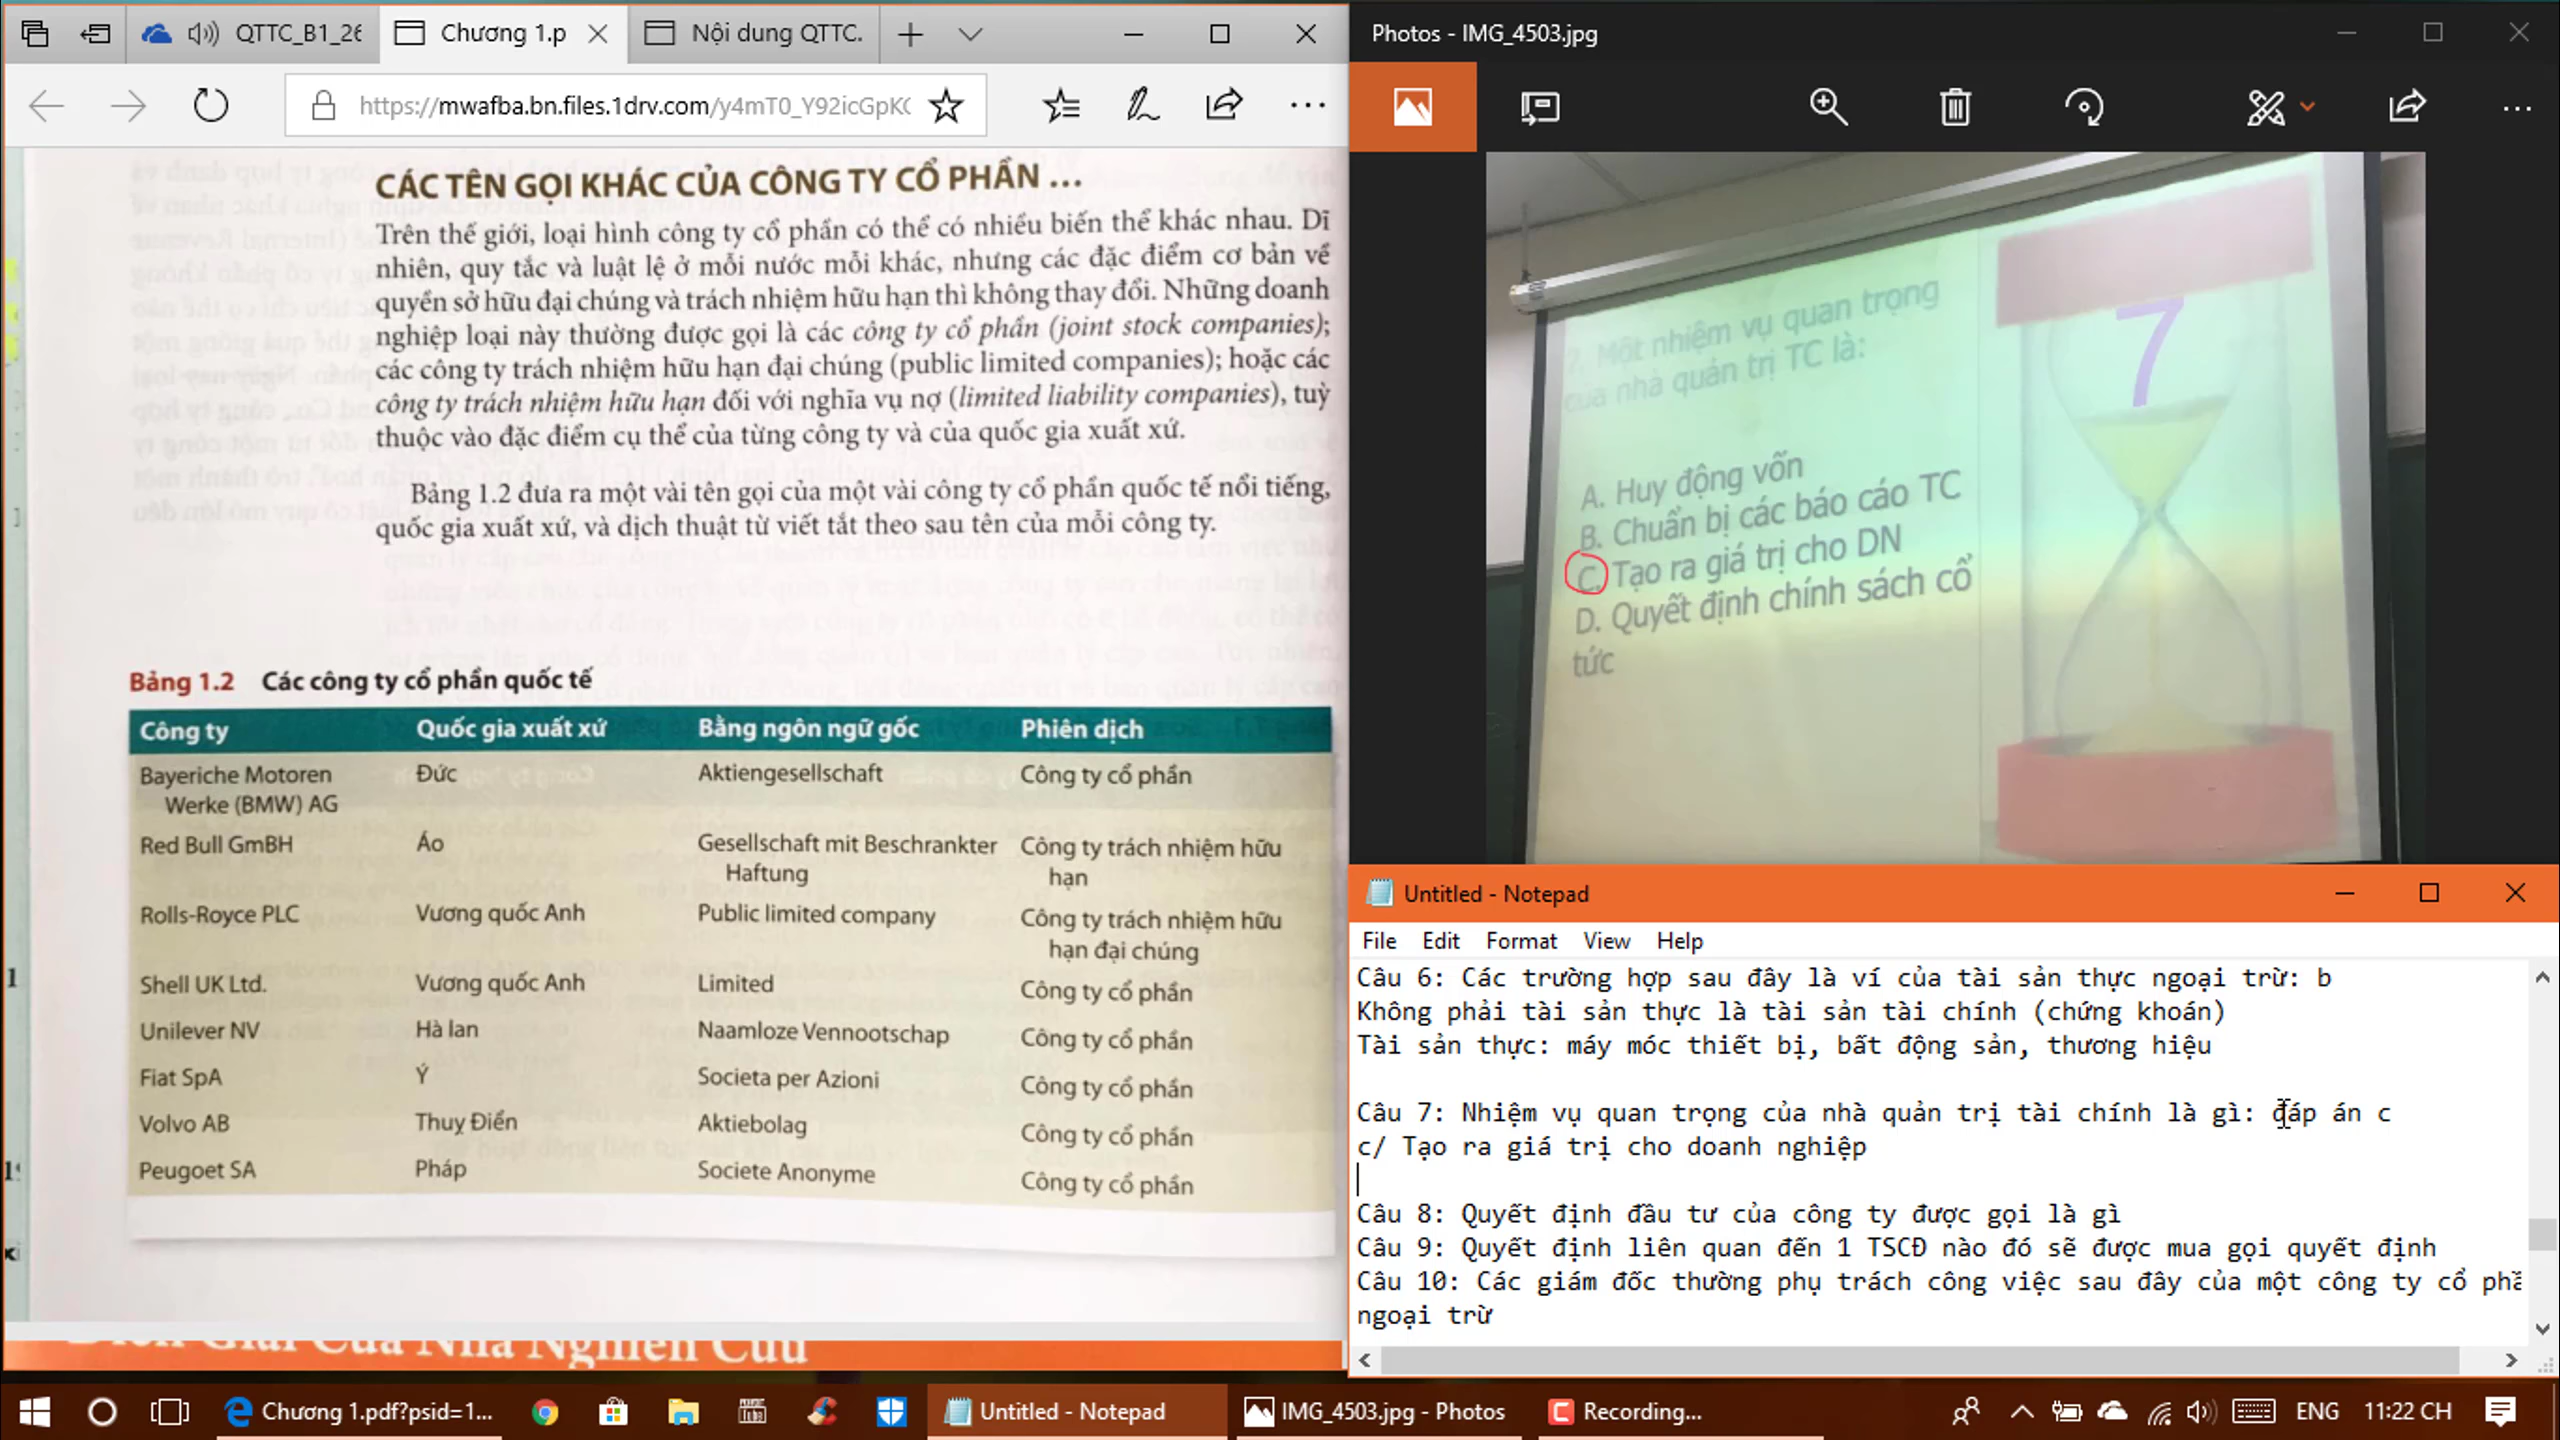 QTTC_B1_26
Chương 1.p
Nội dung QTTC.
https://mwafba.bn.files.1drv.com/y4mT0_Y92icGpK
CÁC TÊN GỌI KHÁC CỦA CÔNG TY CỔ PHẦN ...
Trên thế giới, loại hình công ty cổ phần có thể có nhiều biến thể khác nhau. Dĩ
nhiên, quy tắc và luật lệ ở mỗi nước mỗi khác, nhưng các đặc điểm cơ bản về
quyền sở hữu đại chúng và trách nhiệm hữu hạn thì không thay đổi. Những doanh
nghiệp loại này thường được gọi là các công ty cổ phần (joint stock companies);
các công ty trách nhiệm hữu hạn đại chúng (public limited companies); hoặc các
công ty trách nhiệm hữu hạn đối với nghĩa vụ nợ (limited liability companies), tuỳ
thuộc vào đặc điểm cụ thể của từng công ty và của quốc gia xuất xứ.
Bảng 1.2 đưa ra một vài tên gọi của một vài công ty cổ phần quốc tế nổi tiếng,
quốc gia xuất xứ, và dịch thuật từ viết tắt theo sau tên của mỗi công ty.
Bảng 1.2 Các công ty cổ phần quốc tế
Công ty Quốc gia xuất xứ Bằng ngôn ngữ gốc Phiên dịch
Bayeriche Motoren Werke (BMW) AG Đức Aktiengesellschaft Công ty cổ phần
Red Bull GmBH Áo Gesellschaft mit Beschrankter Haftung Công ty trách nhiệm hữu hạn
Rolls-Royce PLC Vương quốc Anh Public limited company Công ty trách nhiệm hữu hạn đại chúng
Shell UK Ltd. Vương quốc Anh Limited Công ty cổ phần
Unilever NV Hà lan Naamloze Vennootschap Công ty cổ phần
Fiat SpA Ý Societa per Azioni Công ty cổ phần
Volvo AB Thuỵ Điển Aktiebolag Công ty cổ phần
Peugoet SA Pháp Societe Anonyme Công ty cổ phần
Photos - IMG_4503.jpg
7. Một nhiệm vụ quan trọng
của nhà quản trị TC là:
7
A. Huy động vốn
B. Chuẩn bị các báo cáo TC
C. Tạo ra giá trị cho DN
D. Quyết định chính sách cổ
tức
Untitled - Notepad
File Edit Format View Help
Câu 6: Các trường hợp sau đây là ví của tài sản thực ngoại trừ: b
Không phải tài sản thực là tài sản tài chính (chứng khoán)
Tài sản thực: máy móc thiết bị, bất động sản, thương hiệu
Câu 7: Nhiệm vụ quan trọng của nhà quản trị tài chính là gì: đáp án c
c/ Tạo ra giá trị cho doanh nghiệp
Câu 8: Quyết định đầu tư của công ty được gọi là gì
Câu 9: Quyết định liên quan đến 1 TSCĐ nào đó sẽ được mua gọi quyết định
Câu 10: Các giám đốc thường phụ trách công việc sau đây của một công ty cổ
ngoại trừ
Chương 1.pdf?psid=1...
Untitled - Notepad
IMG_4503.jpg - Photos
Recording...
ENG
11:22 CH